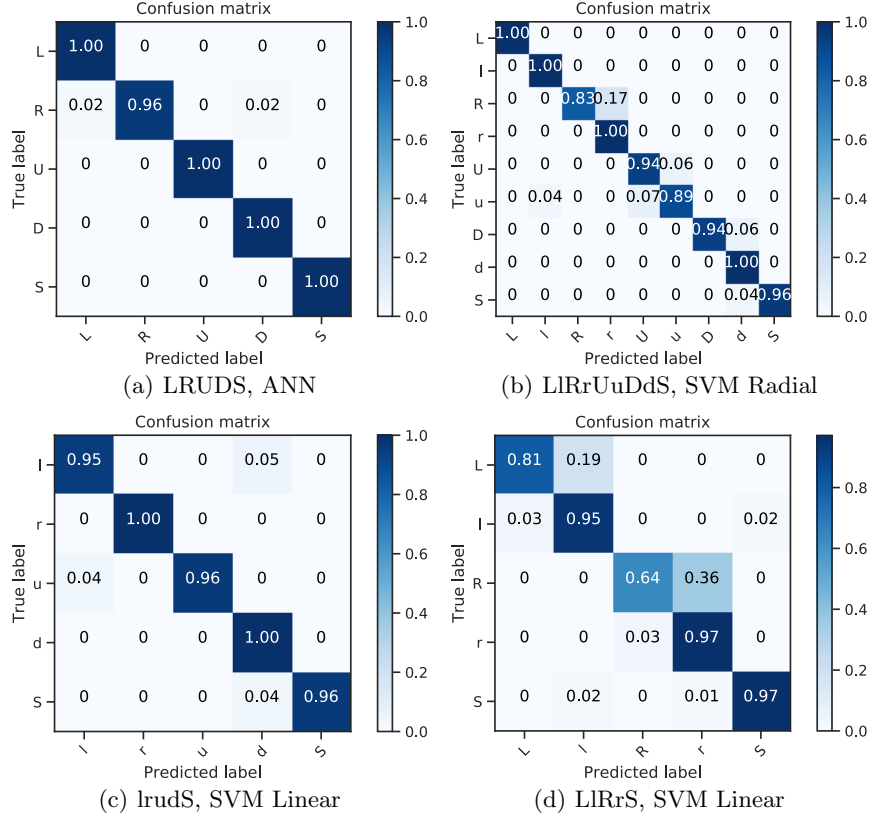 Confusion matrix
L 1.00 0 0 0 0
R 0.02 0.96 0 0.02 0
U 0 0 1.00 0 0
D 0 0 0 1.00 0
S 0 0 0 0 1.00
L R U D S
True label
Predicted label
1.0
0.8
0.6
0.4
0.2
0.0
(a) LRUDS, ANN
Confusion matrix
L 1.00 0 0 0 0 0 0 0 0
l 0 1.00 0 0 0 0 0 0 0
R 0 0 0.83 0.17 0 0 0 0 0
r 0 0 0 1.00 0 0 0 0 0
U 0 0 0 0 0.94 0.06 0 0 0
u 0 0.04 0 0 0.07 0.89 0 0 0
D 0 0 0 0 0 0 0.94 0.06 0
d 0 0 0 0 0 0 0 1.00 0
S 0 0 0 0 0 0 0 0.04 0.96
L l R r U u D d S
True label
Predicted label
1.0
0.8
0.6
0.4
0.2
0.0
(b) LlRrUuDdS, SVM Radial
Confusion matrix
l 0.95 0 0 0.05 0
r 0 1.00 0 0 0
u 0.04 0 0.96 0 0
d 0 0 0 1.00 0
S 0 0 0 0.04 0.96
l r u d S
True label
Predicted label
1.0
0.8
0.6
0.4
0.2
0.0
(c) lrudS, SVM Linear
Confusion matrix
L 0.81 0.19 0 0 0
l 0.03 0.95 0 0 0.02
R 0 0 0.64 0.36 0
r 0 0 0.03 0.97 0
S 0 0.02 0 0.01 0.97
L l R r S
True label
Predicted label
0.8
0.6
0.4
0.2
0.0
(d) LlRrS, SVM Linear